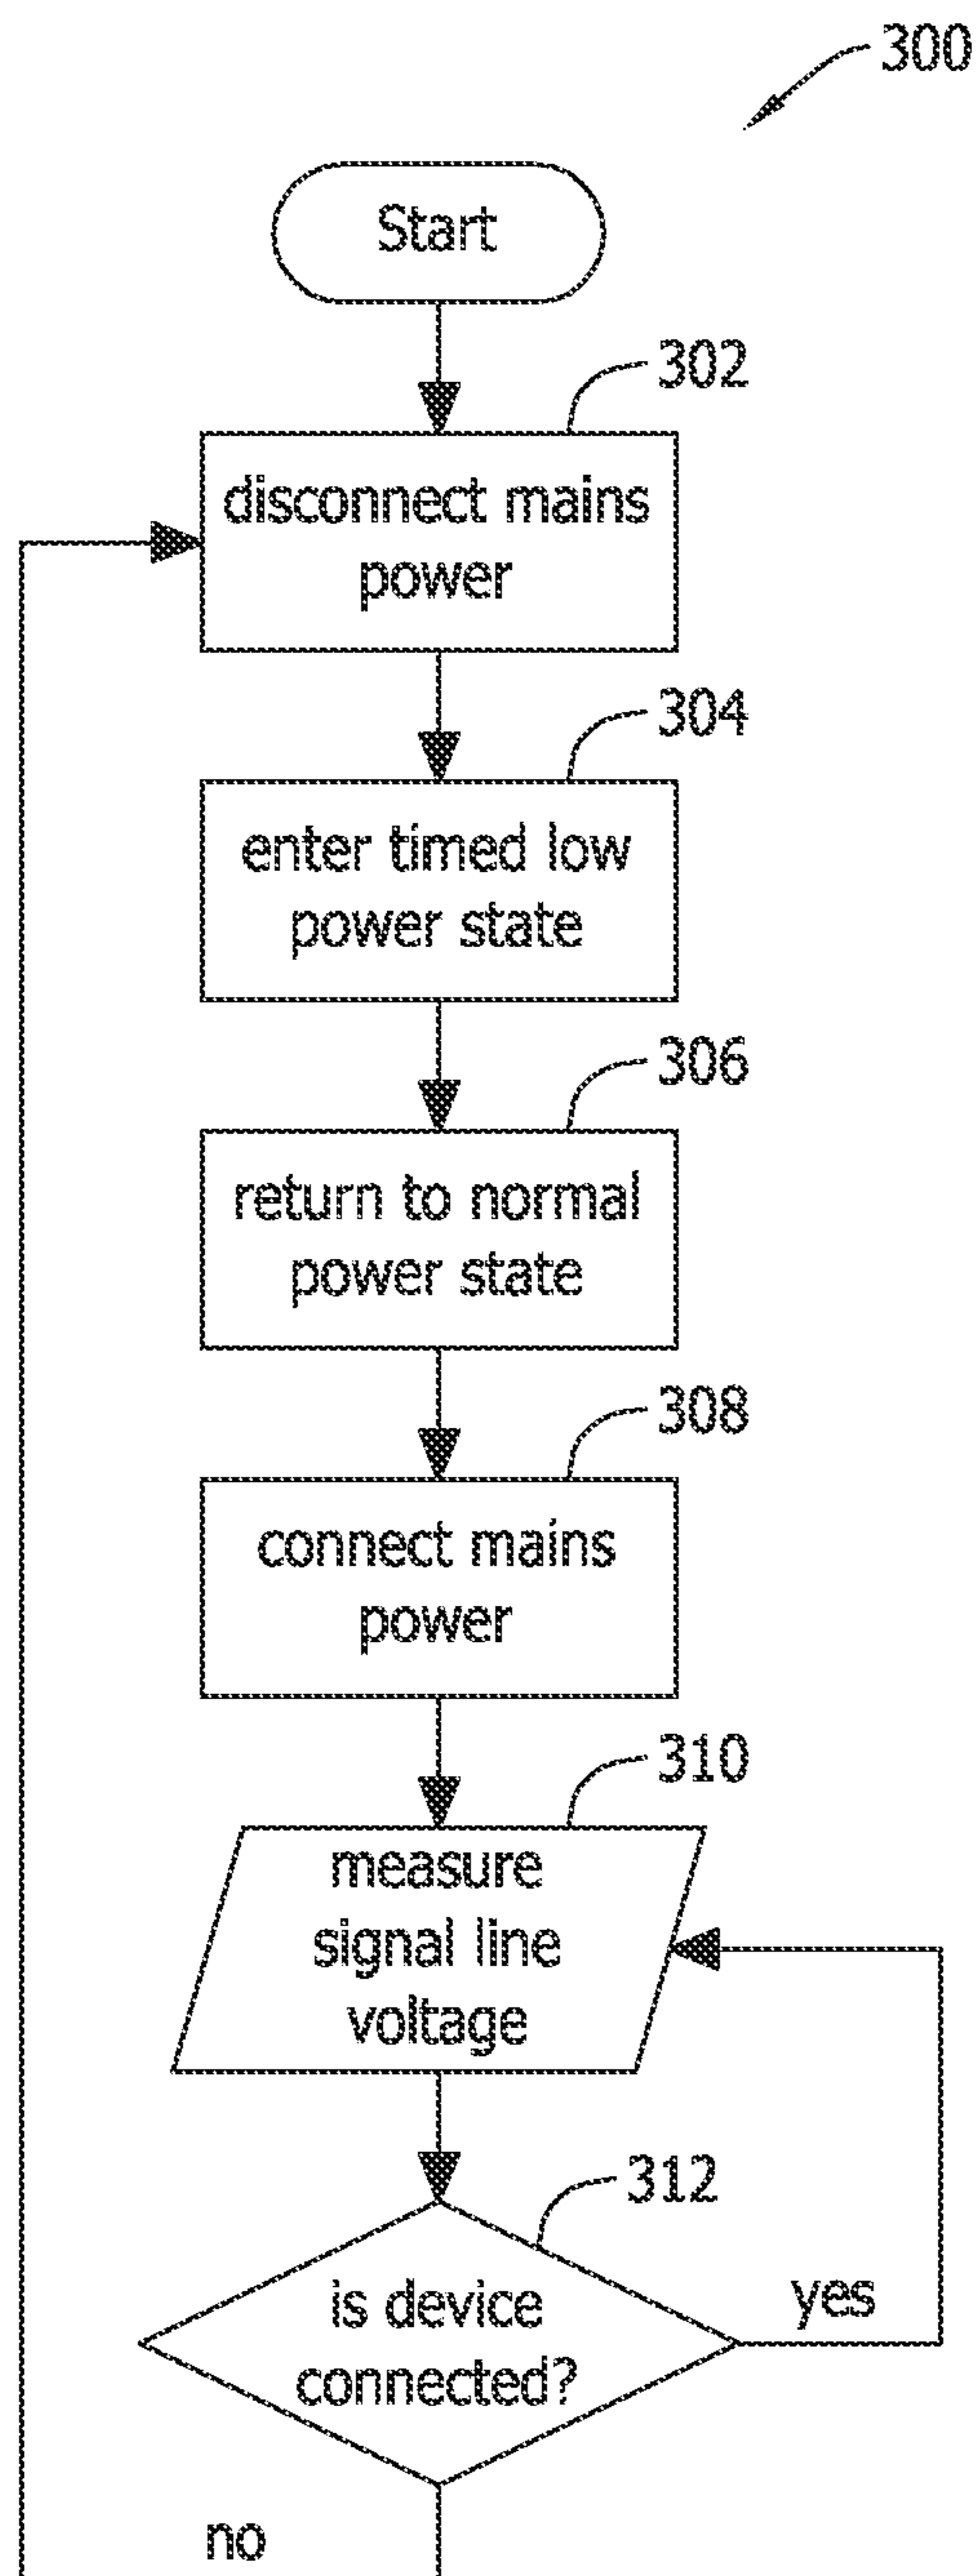 300
Start
302
disconnect mains
power
304
enter timed low
power state
306
return to normal
power state
308
connect mains
power
310
measure
signal line
voltage
312
is device
connected?
yes
no